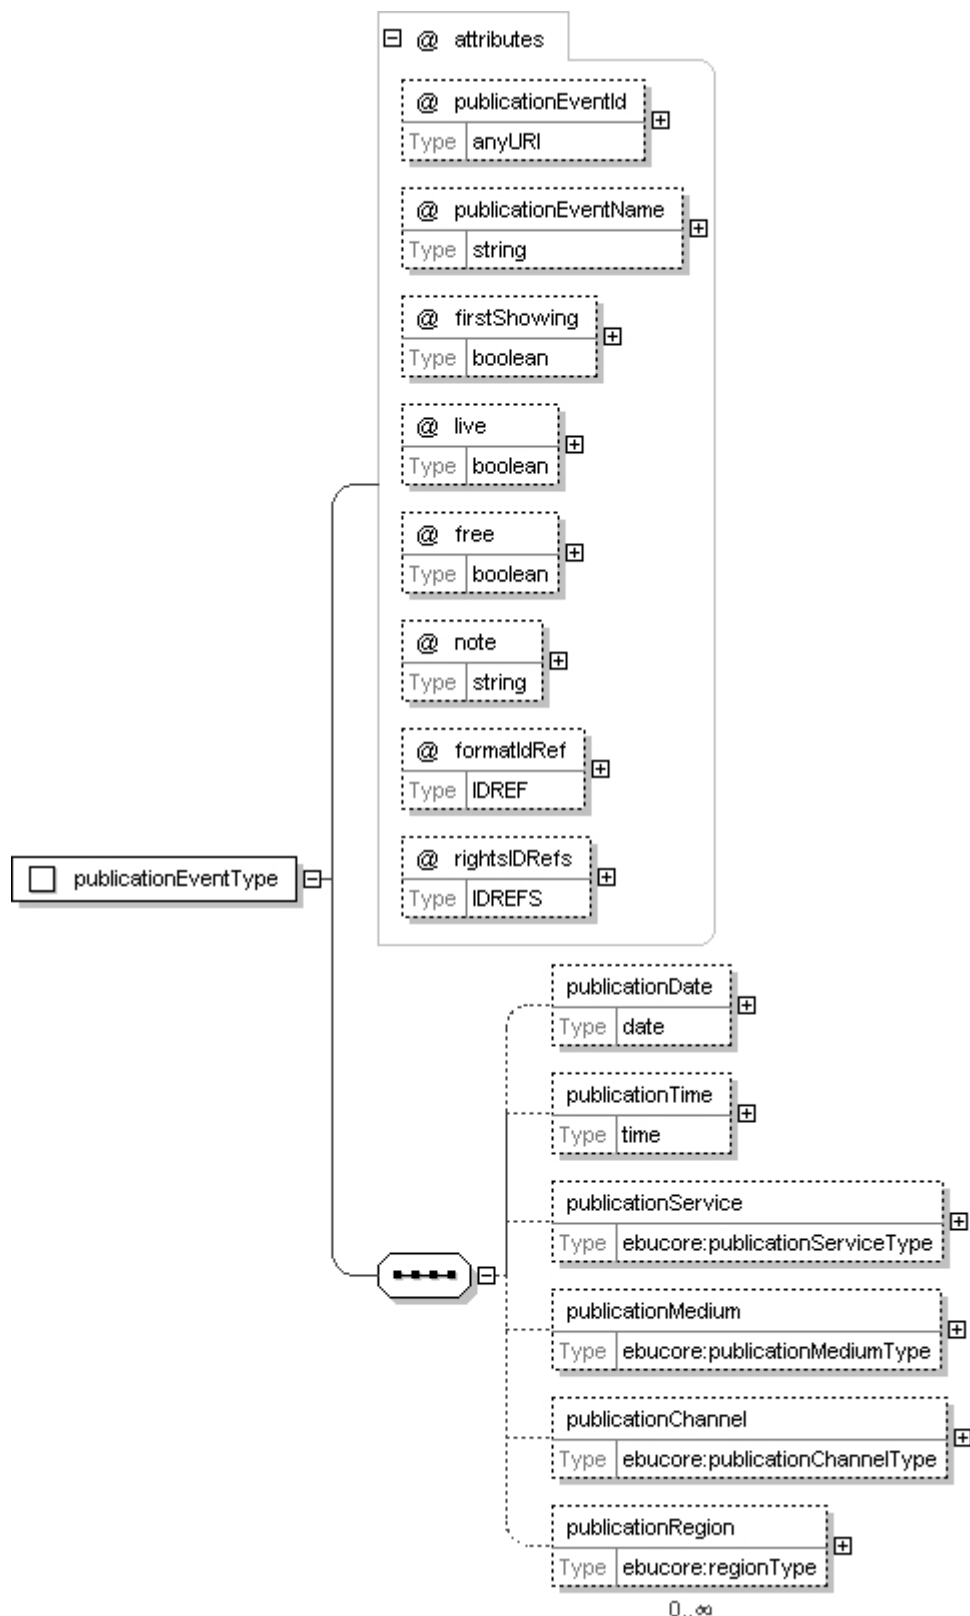 @ attributes
@ publicationEventId
Type anyURI
@ publicationEventName
Type string
@ firstShowing
Type boolean
@ live
Type boolean
@ free
Type boolean
@ note
Type string
@ formatIdRef
Type IDREF
@ rightsIDRefs
Type IDREFS
publicationEventType
publicationDate
Type date
publicationTime
Type time
publicationService
Type ebucore:publicationServiceType
publicationMedium
Type ebucore:publicationMediumType
publicationChannel
Type ebucore:publicationChannelType
publicationRegion
Type ebucore:regionType
0..∞